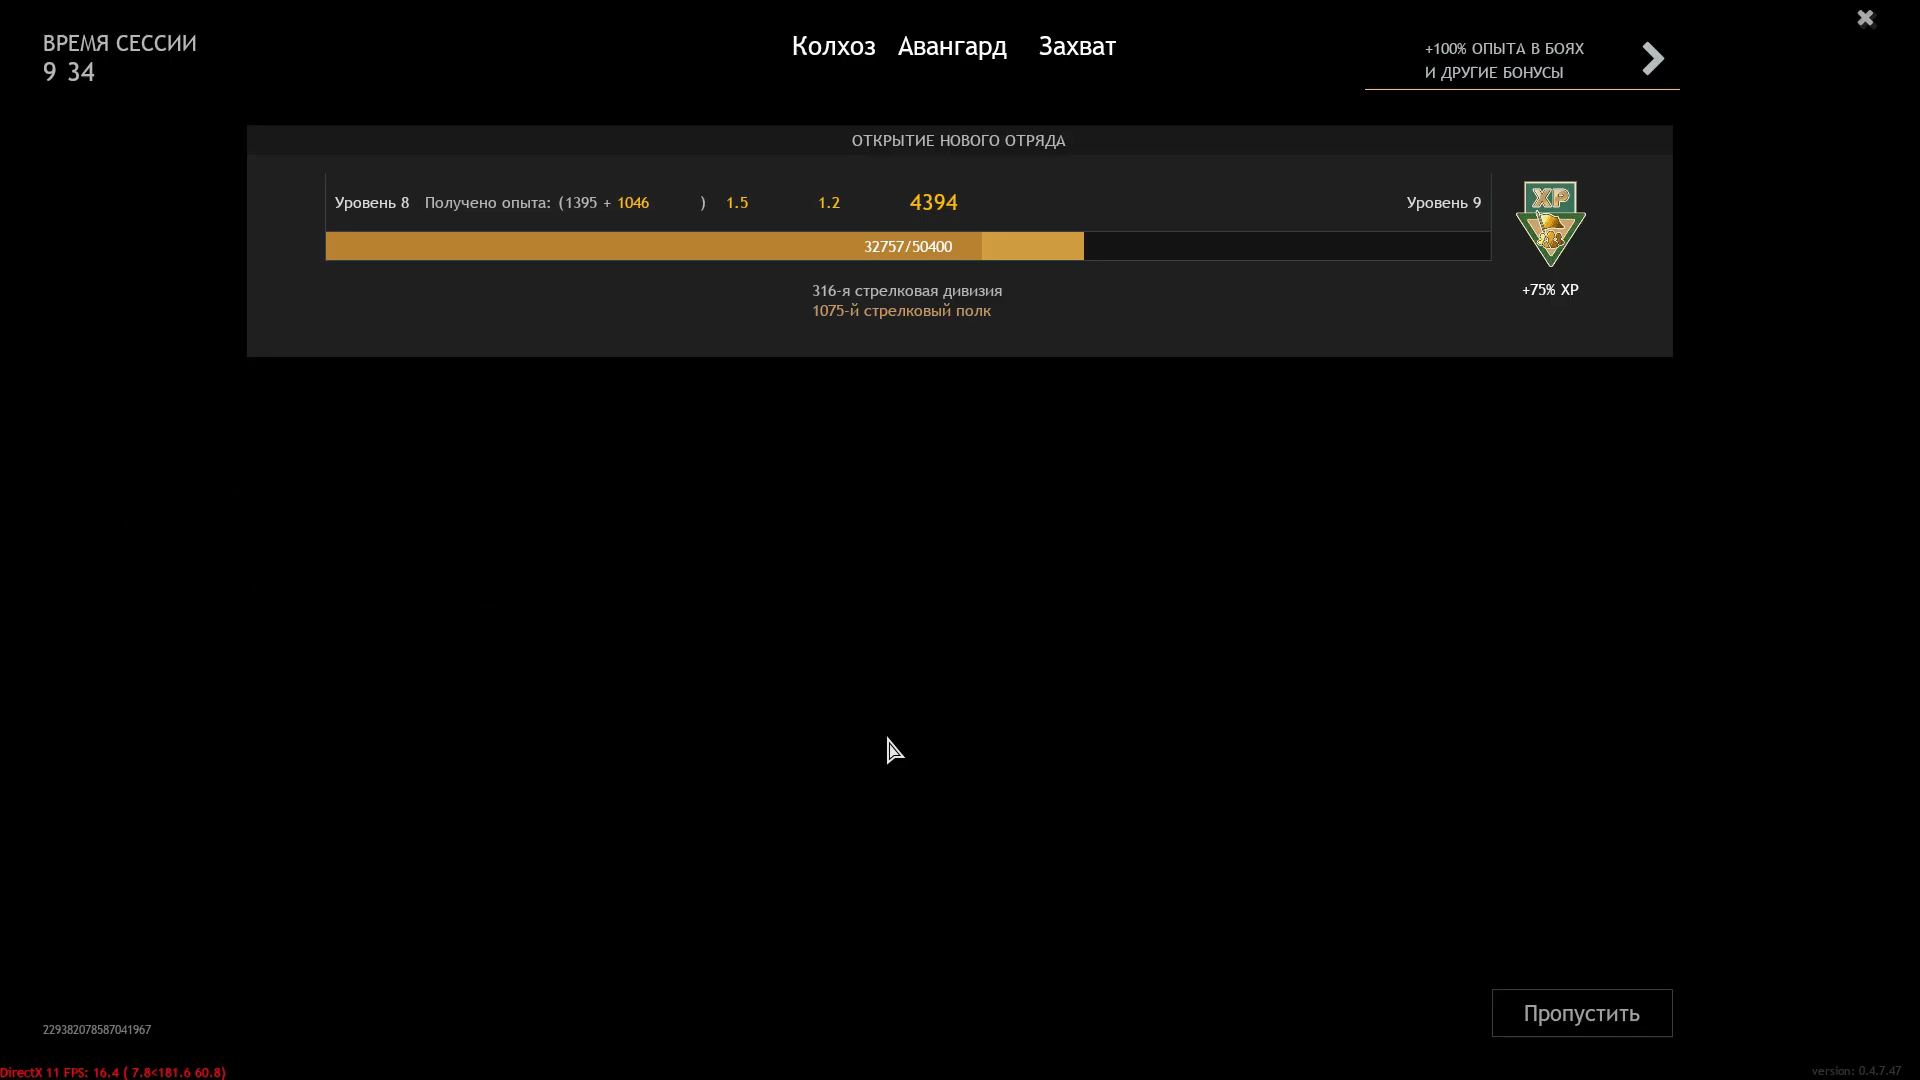 ВРЕМЯ СЕССИИ
9 34
Колхоз Авангард Захват
+100% ОПЫТА В БОЯХ
И ДРУГИЕ БОНУСЫ
ОТКРЫТИЕ НОВОГО ОТРЯДА
Уровень 8 Получено опыта: (1395 + 1046 ) 1.5 1.2 4394 Уровень 9
XP
32757/50400
316-я стрелковая дивизия
1075-й стрелковый полк
+75% XP
Пропустить
229382078587041967
DirectX 11 FPS: 16.4 ( 7.8<181.6 60.8)
version: 0.4.7.47